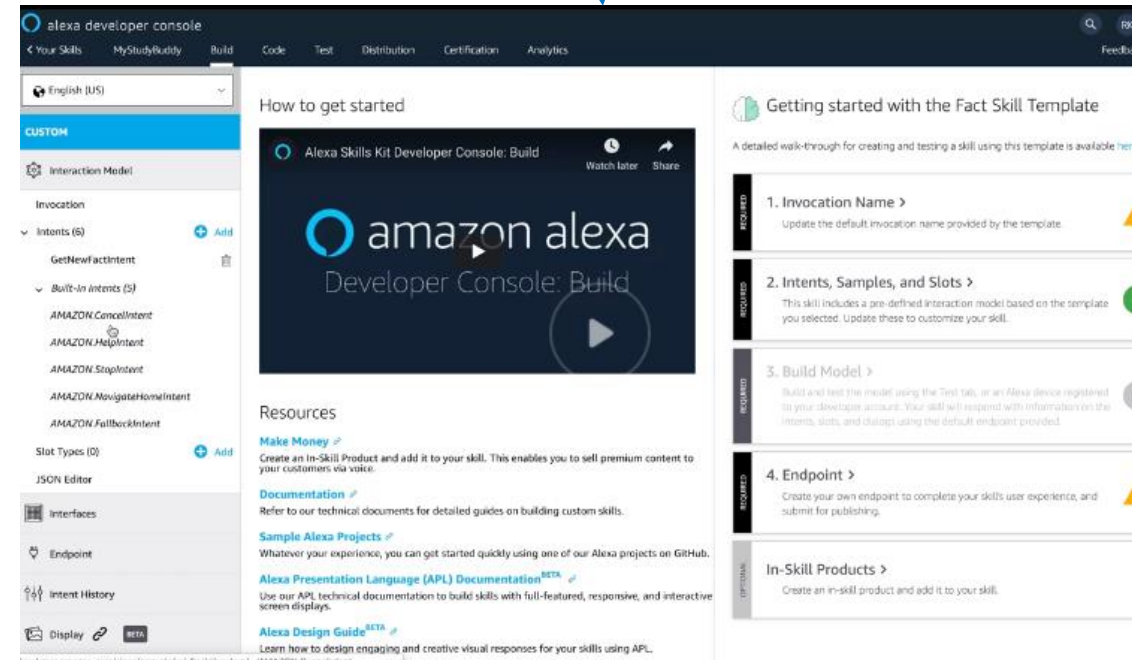 alexa developer console
RK
< Your Skills MyStudyBuddy Build Code Test Distribution Certification Analytics
English (US)
CUSTOM
Interaction Model
Invocation
Intents (6) Add
GetNewFactIntent
Built-In Intents (5)
AMAZON.CancelIntent
AMAZON.HelpIntent
AMAZON.StopIntent
AMAZON.NavigateHomeIntent
AMAZON.FallbackIntent
Slot Types (0) Add
JSON Editor
Interfaces
Endpoint
Intent History
Display BETA
How to get started
Alexa Skills Kit Developer Console: Build
Watch later Share
amazon alexa
Developer Console: Build
Resources
Make Money
Create an In-Skill Product and add it to your skill. This enables you to sell premium content to
your customers via voice.
Documentation
Refer to our technical documents for detailed guides on building custom skills.
Sample Alexa Projects
Whatever your experience, you can get started quickly using one of our Alexa projects on GitHub.
Alexa Presentation Language (APL) Documentation BETA
Use our APL technical documentation to build skills with full-featured, responsive, and interactive
screen displays.
Alexa Design Guide BETA
Learn how to design engaging and creative visual responses for your skills using APL.
Getting started with the Fact Skill Template
A detailed walk-through for creating and testing a skill using this template is available
REQUIRED
1. Invocation Name >
Update the default invocation name provided by the template.
REQUIRED
2. Intents, Samples, and Slots >
This skill includes a pre-defined interaction model based on the template
you selected. Update these to customize your skill.
REQUIRED
3. Build Model >
Build and test the model using the Test tab, or an Alexa device registered
to your developer account. Your skill will respond with information on the
intents, slots, and dialogs using the default endpoint provided.
REQUIRED
4. Endpoint >
Create your own endpoint to complete your skills user experience, and
submit for publishing.
OPTIONAL
In-Skill Products >
Create an in-skill product and add it to your skill.